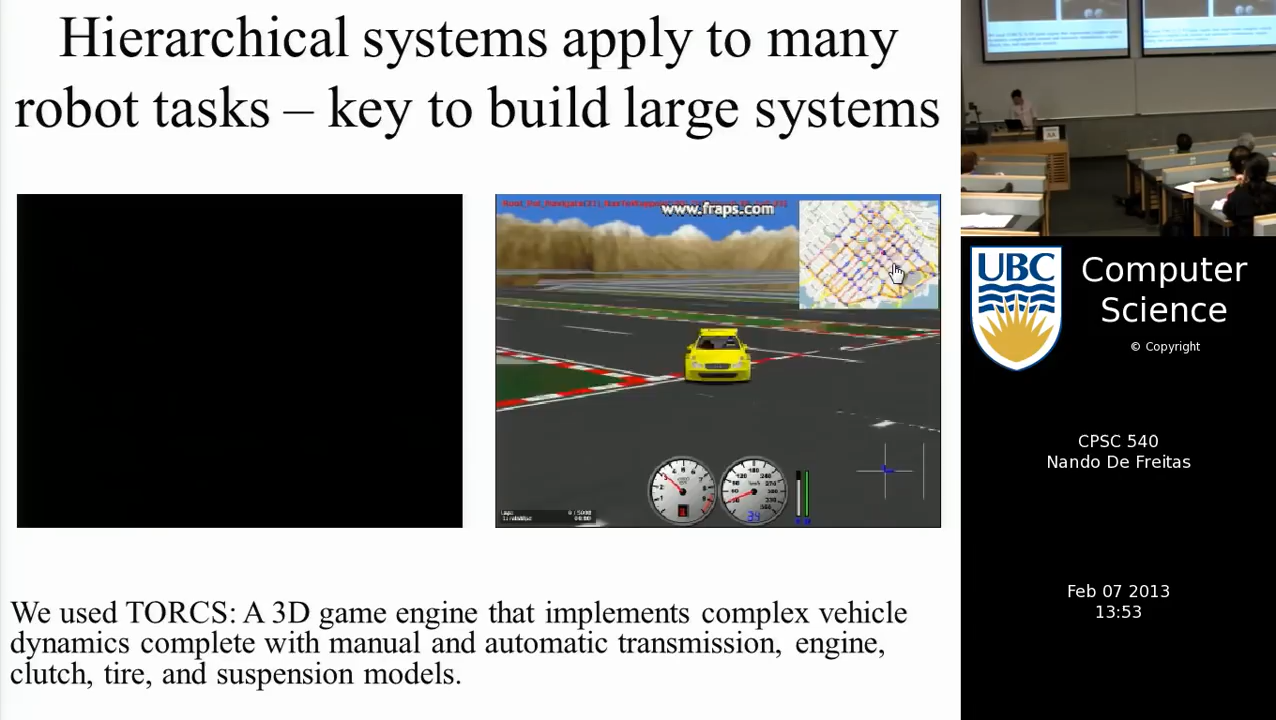 Hierarchical systems apply to many
robot tasks – key to build large systems
www.fraps.com
34
We used TORCS: A 3D game engine that implements complex vehicle
dynamics complete with manual and automatic transmission, engine,
clutch, tire, and suspension models.
UBC
Computer
Science
© Copyright
CPSC 540
Nando De Freitas
Feb 07 2013
13:53